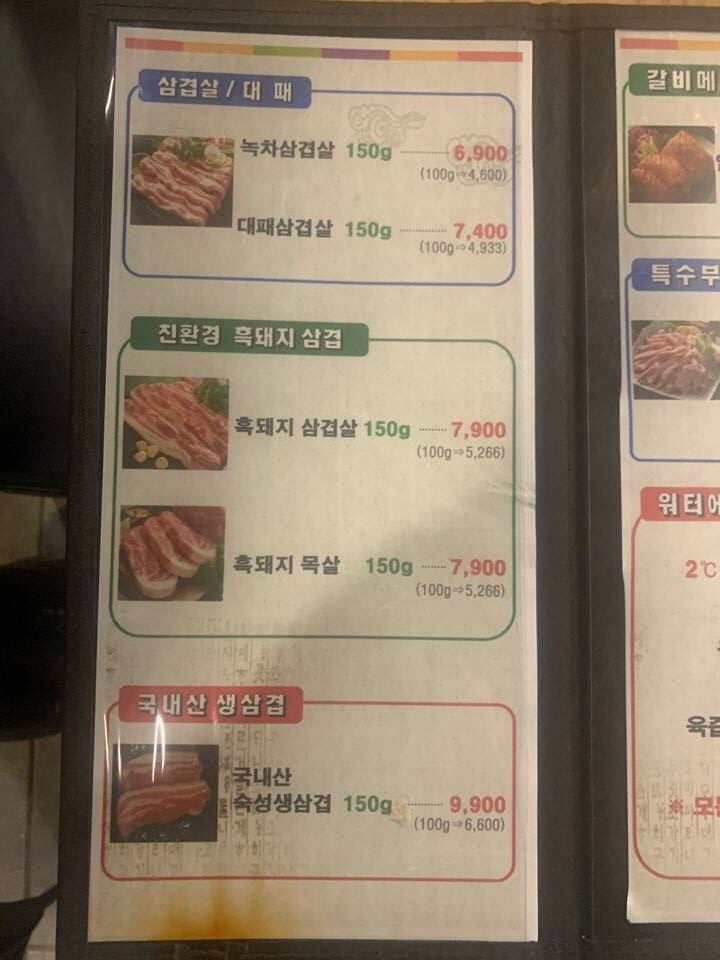 삼겹살 / 대 패
녹차삼겹살 150g 6,900
(100g⇒4,600)
대패삼겹살 150g 7,400
(100g⇒4,933)
친환경 흑돼지 삼겹
흑돼지 삼겹살 150g 7,900
(100g⇒5,266)
흑돼지 목살 150g 7,900
(100g⇒5,266)
국내산 생삼겹
국내산
숙성생삼겹 150g 9,900
(100g⇒6,600)
갈비메
특수부
워터에
2℃
육즙
※ 모든